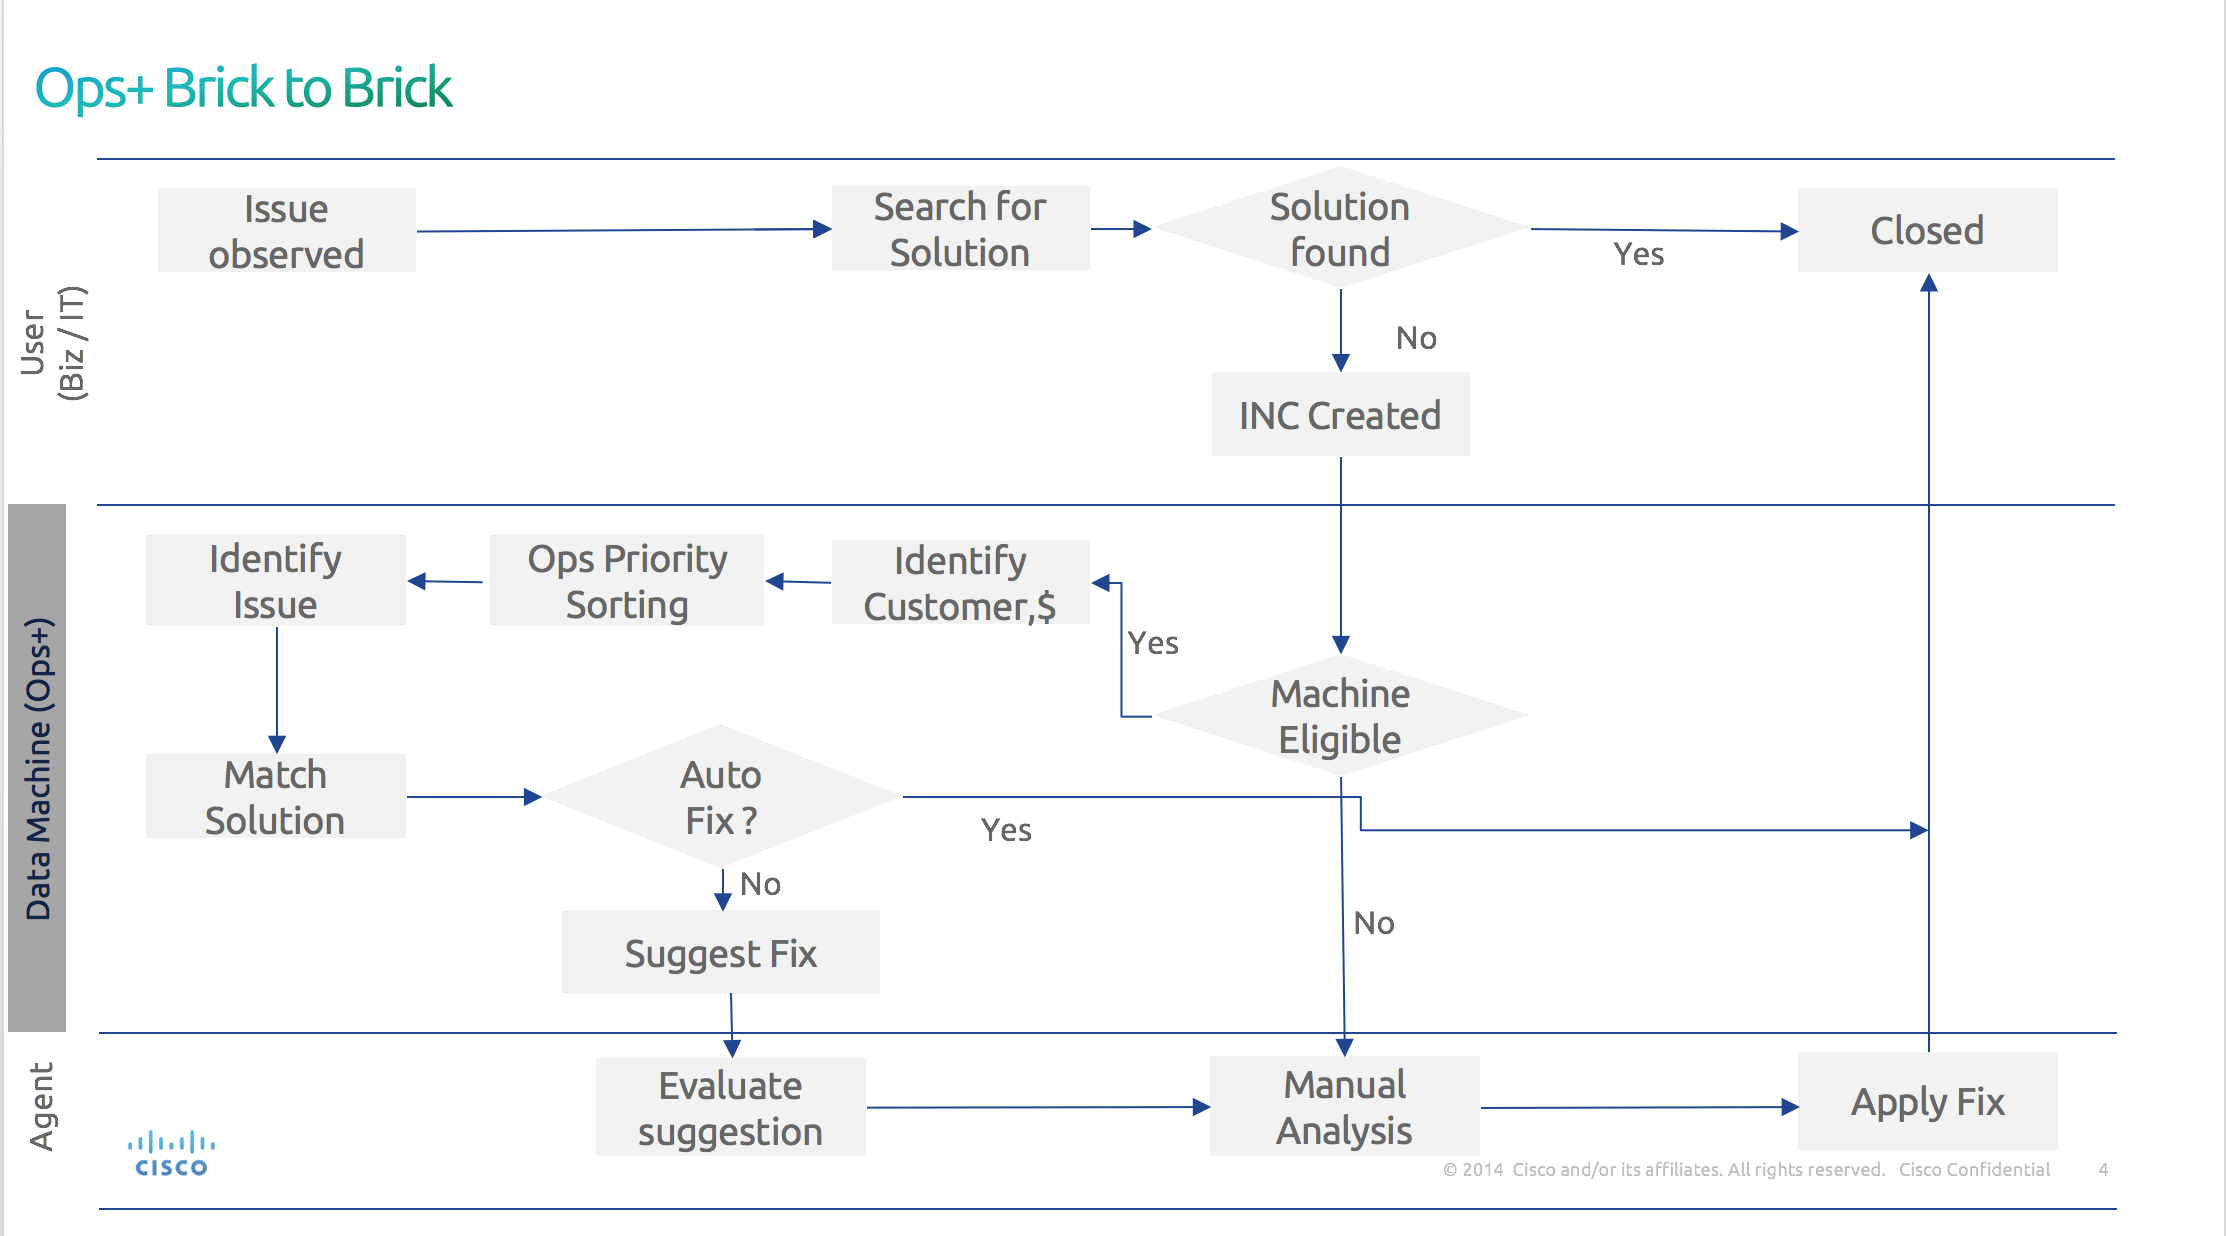 Ops+ Brick to Brick
User
(Biz / IT)
Issue
observed
Search for
Solution
Solution
found
Yes
Closed
No
INC Created
Data Machine (Ops+)
Identify
Issue
Ops Priority
Sorting
Identify
Customer,$
Yes
Machine
Eligible
Match
Solution
Auto
Fix ?
Yes
No
No
Suggest Fix
Agent
Evaluate
suggestion
Manual
Analysis
Apply Fix
CISCO
© 2014 Cisco and/or its affiliates. All rights reserved. Cisco Confidential 4